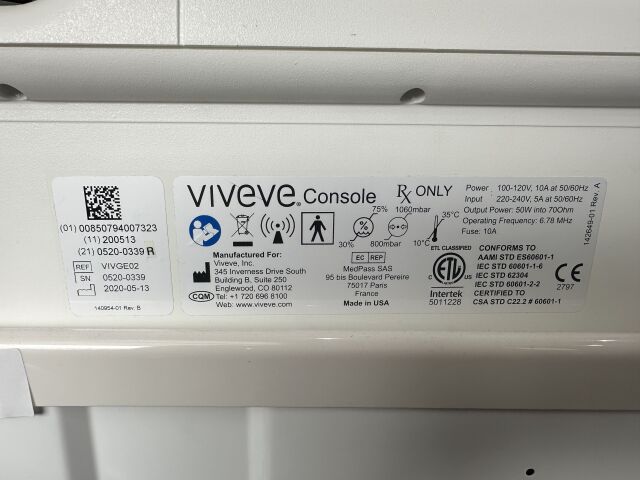 (01) 00850794007323
(11) 200513
(21) 0520-0339 R
REF VIVGE02
SN 0520-0339
2020-05-13
140954-01 Rev. B
VIVEVE® Console
Rx ONLY
Power 100-120V, 10A at 50/60Hz
Input 220-240V, 5A at 50/60Hz
Output Power: 50W into 70Ohm
Operating Frequency: 6.78 MHz
Fuse: 10A
142649-01 Rev. A
75%
30%
1060mbar
800mbar
35°C
10°C
Manufactured For:
Viveve, Inc.
345 Inverness Drive South
Building B, Suite 250
Englewood, CO 80112
Tel: +1 720 696 8100
Web: www.viveve.com
CQM
EC REP
MedPass SAS
95 bis Boulevard Pereire
75017 Paris
France
Made in USA
ETL CLASSIFIED
ETL
C US
Intertek
5011228
CONFORMS TO
AAMI STD ES60601-1
IEC STD 60601-1-6
IEC STD 62304
IEC STD 60601-2-2
CERTIFIED TO
CSA STD C22.2 # 60601-1
CE
2797